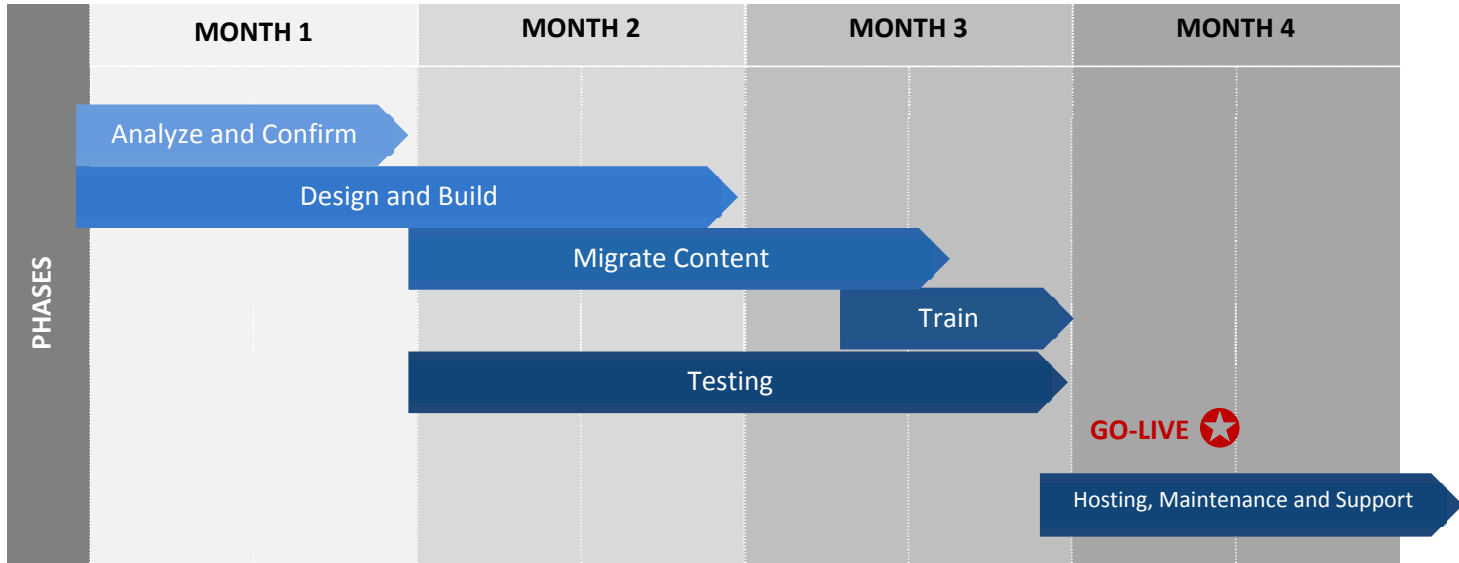 MONTH 1
MONTH 2
MONTH 3
MONTH 4
PHASES
Analyze and Confirm
Design and Build
Migrate Content
Train
Testing
GO-LIVE
Hosting, Maintenance and Support